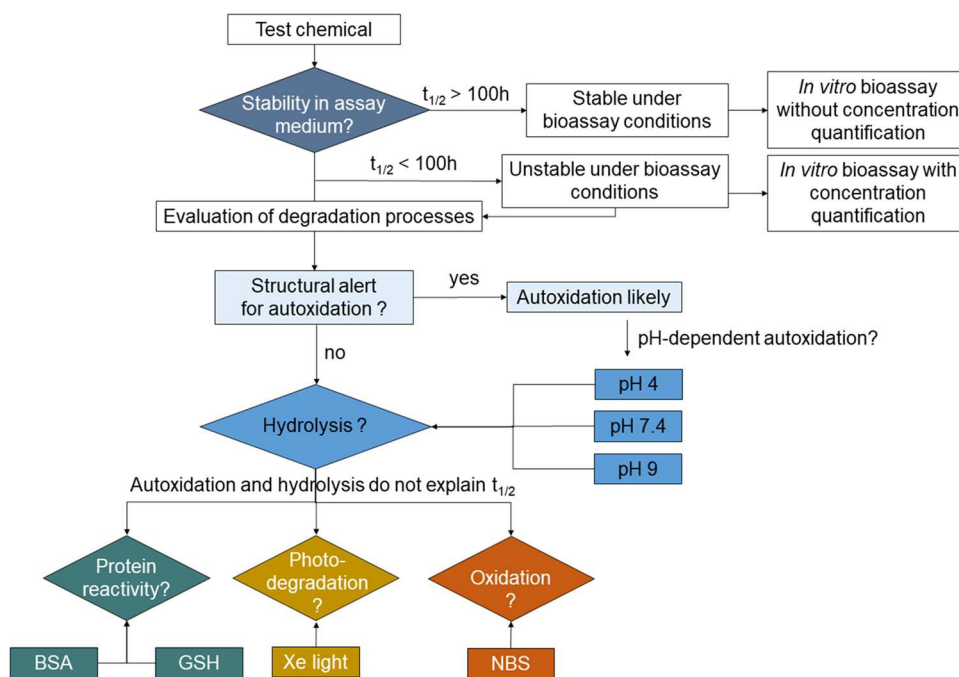 Test chemical
Stability in assay
medium?
t1/2 > 100h
Stable under
bioassay conditions
In vitro bioassay
without concentration
quantification
t1/2 < 100h
Unstable under bioassay
conditions
In vitro bioassay with
concentration
quantification
Evaluation of degradation processes
Structural alert
for autoxidation ?
yes
Autoxidation likely
no
pH-dependent autoxidation?
pH 4
pH 7.4
pH 9
Hydrolysis ?
Autoxidation and hydrolysis do not explain t1/2
Protein
reactivity?
Photo-
degradation
?
Oxidation
?
BSA
GSH
Xe light
NBS